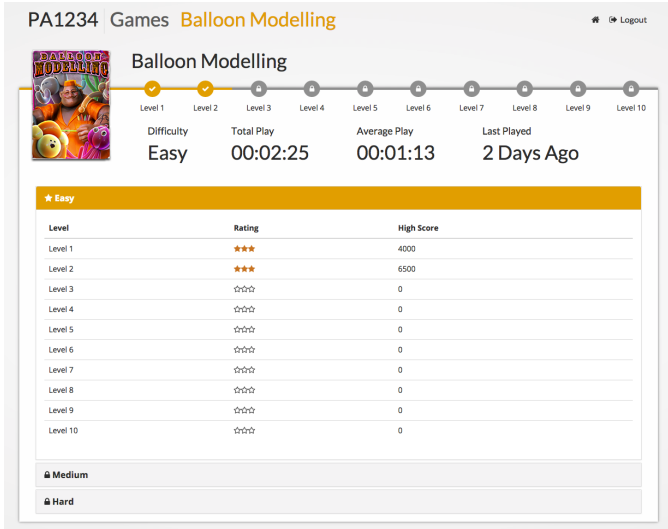 PA1234 Games Balloon Modelling
Logout
BALLOON
MODELLING
Balloon Modelling
Level 1 Level 2 Level 3 Level 4 Level 5 Level 6 Level 7 Level 8 Level 9 Level 10
Difficulty Total Play Average Play Last Played
Easy 00:02:25 00:01:13 2 Days Ago
Easy
Level Rating High Score
Level 1 4000
Level 2 6500
Level 3 0
Level 4 0
Level 5 0
Level 6 0
Level 7 0
Level 8 0
Level 9 0
Level 10 0
Medium
Hard